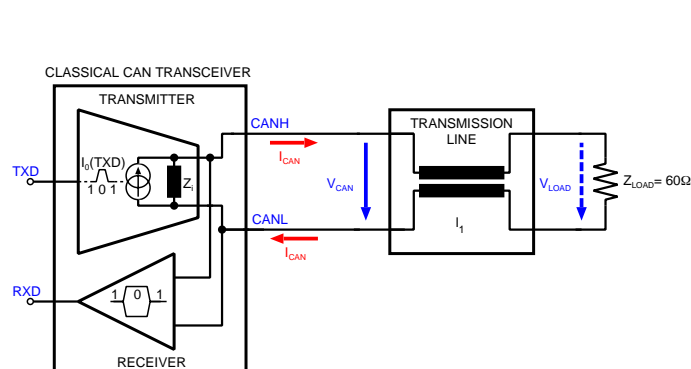 CLASSICAL CAN TRANSCEIVER
TRANSMITTER
TXD
I0(TXD)
1 0 1
Zi
CANH
ICAN
VCAN
CANL
ICAN
TRANSMISSION
LINE
l1
VLOAD
ZLOAD= 60Ω
RXD
1 0 1
RECEIVER